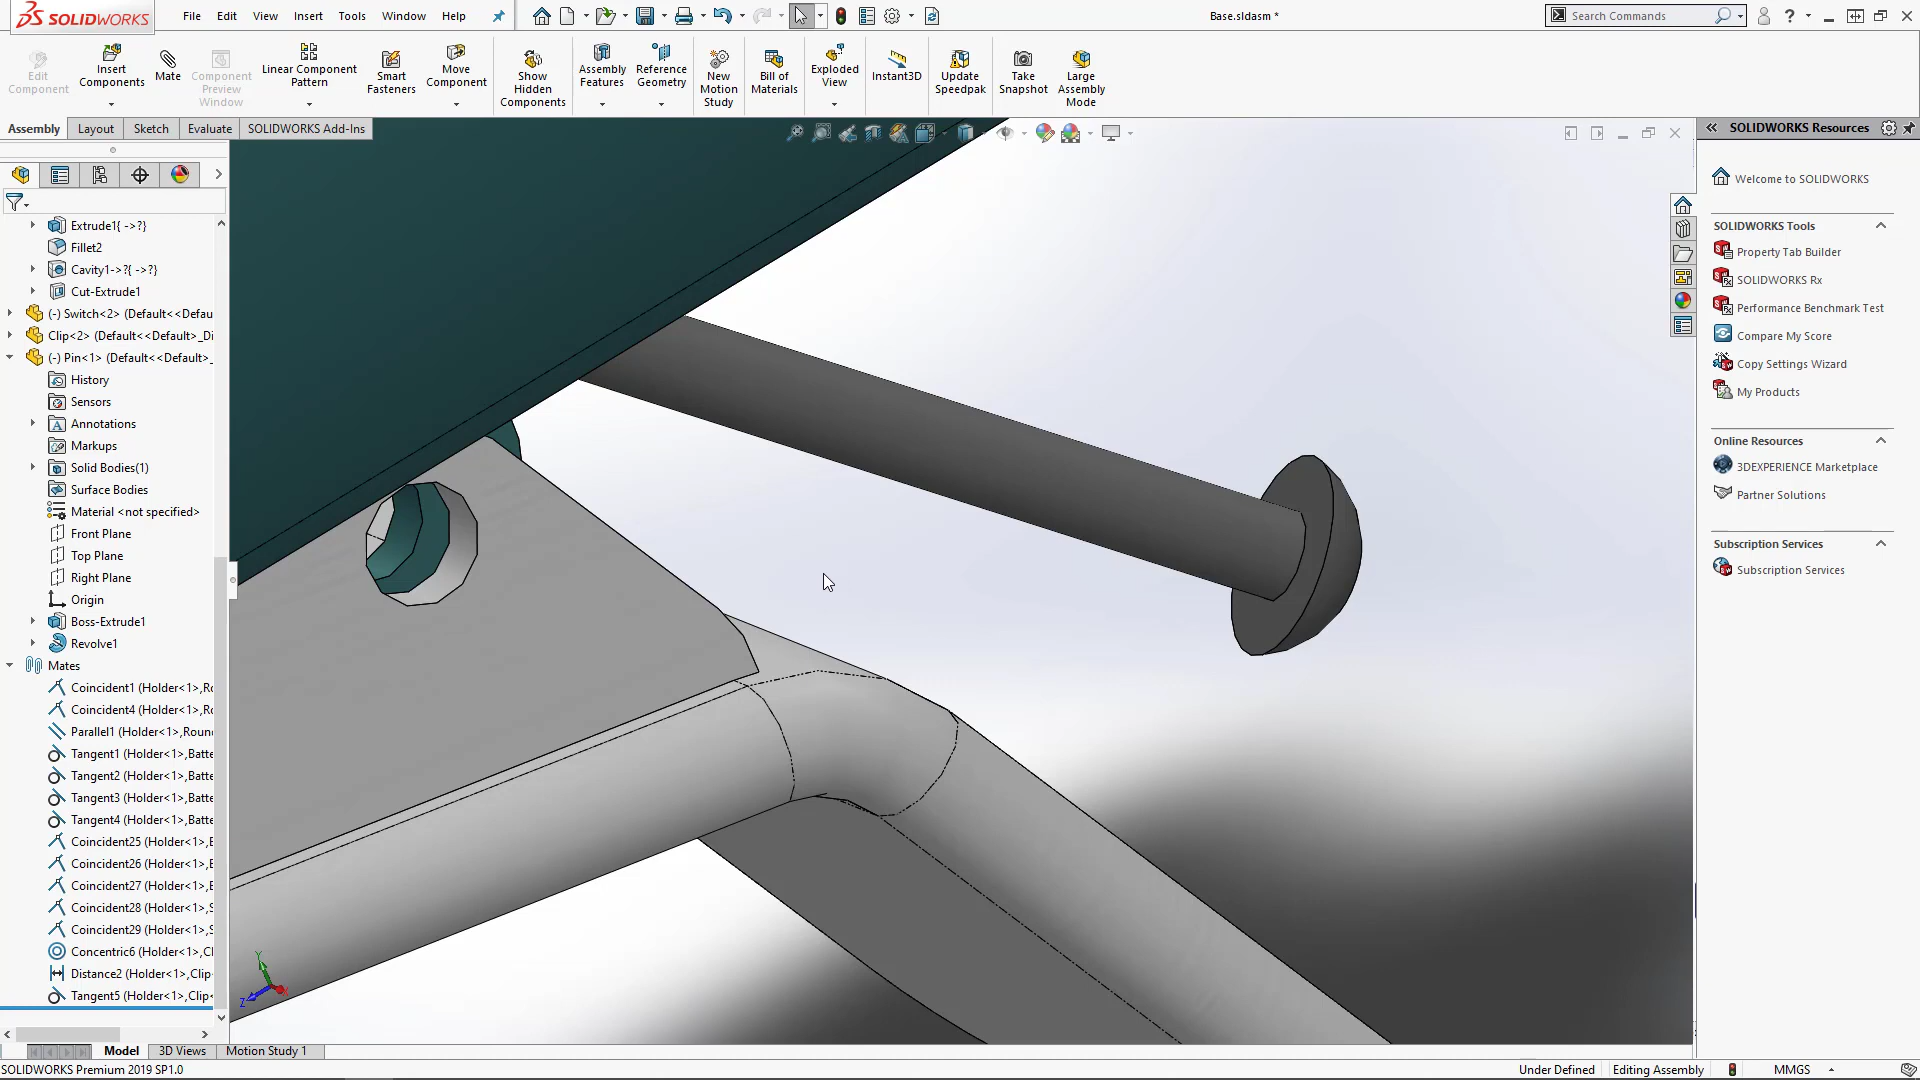 SOLIDWORKS
File Edit View Insert Tools Window Help
Base.sldasm *
Search Commands
Edit Component
Insert Components
Mate
Component Preview Window
Linear Component Pattern
Smart Fasteners
Move Component
Show Hidden Components
Assembly Features
Reference Geometry
New Motion Study
Bill of Materials
Exploded View
Instant3D
Update Speedpak
Take Snapshot
Large Assembly Mode
Assembly Layout Sketch Evaluate SOLIDWORKS Add-Ins
Extrude1{ ->?}
Fillet2
Cavity1->?{ ->?}
Cut-Extrude1
(-) Switch<2> (Default<<Defau
Clip<2> (Default<<Default>_Di
(-) Pin<1> (Default<<Default>_
History
Sensors
Annotations
Markups
Solid Bodies(1)
Surface Bodies
Material <not specified>
Front Plane
Top Plane
Right Plane
Origin
Boss-Extrude1
Revolve1
Mates
Coincident1 (Holder<1>,Ro
Coincident4 (Holder<1>,Ro
Parallel1 (Holder<1>,Roun
Tangent1 (Holder<1>,Batte
Tangent2 (Holder<1>,Batte
Tangent3 (Holder<1>,Batte
Tangent4 (Holder<1>,Batte
Coincident25 (Holder<1>,B
Coincident26 (Holder<1>,B
Coincident27 (Holder<1>,B
Coincident28 (Holder<1>,S
Coincident29 (Holder<1>,S
Concentric6 (Holder<1>,Cl
Distance2 (Holder<1>,Clip
Tangent5 (Holder<1>,Clip<
Y
Z
X
SOLIDWORKS Resources
Welcome to SOLIDWORKS
SOLIDWORKS Tools
Property Tab Builder
SOLIDWORKS Rx
Performance Benchmark Test
Compare My Score
Copy Settings Wizard
My Products
Online Resources
3DEXPERIENCE Marketplace
Partner Solutions
Subscription Services
Subscription Services
Model 3D Views Motion Study 1
SOLIDWORKS Premium 2019 SP1.0
Under Defined Editing Assembly MMGS